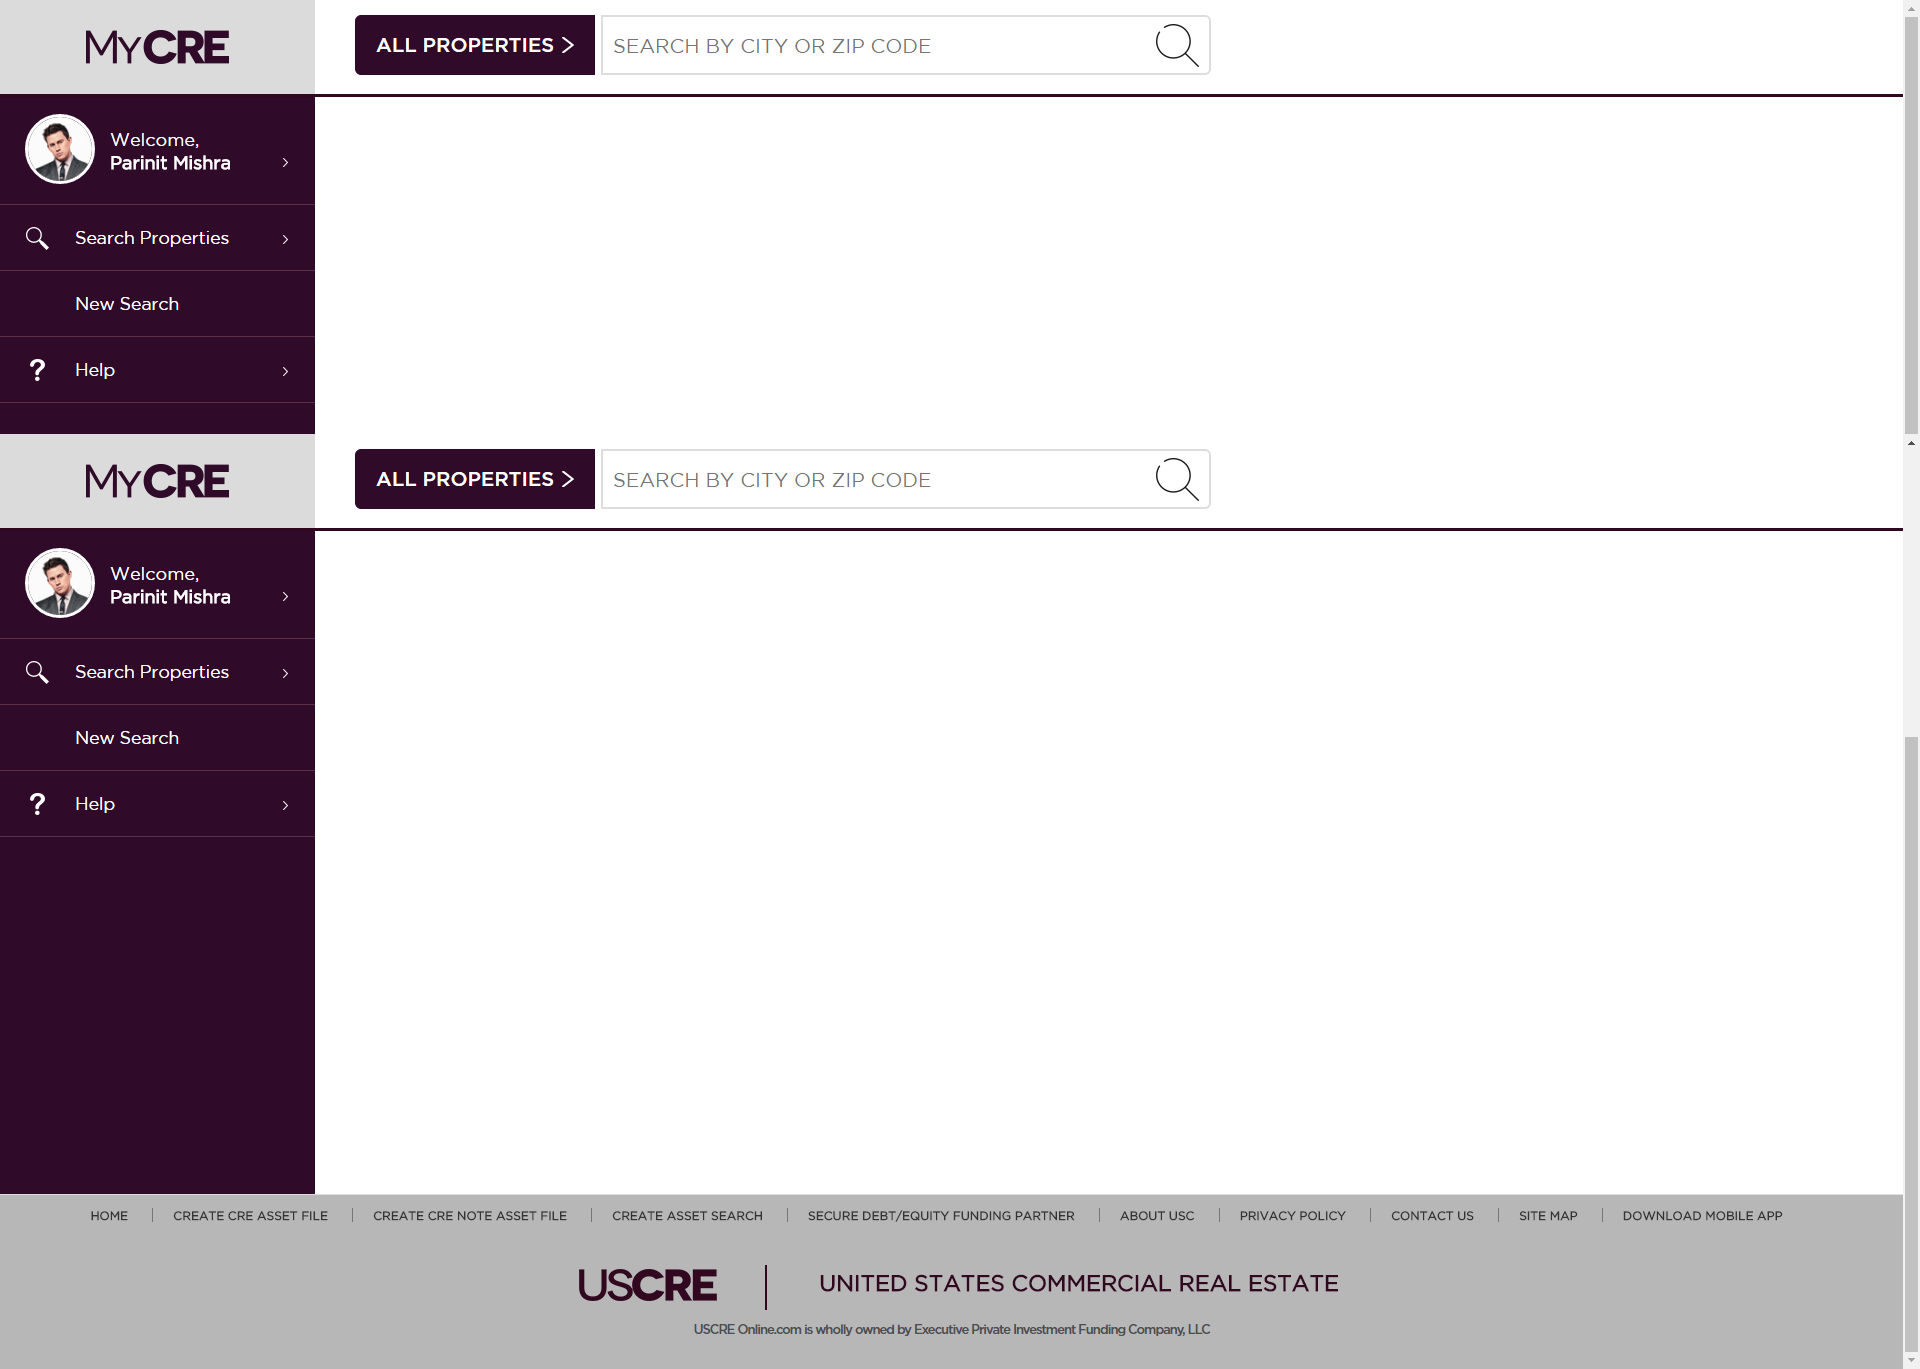 MyCRE
ALL PROPERTIES >
SEARCH BY CITY OR ZIP CODE
Welcome,
Parinit Mishra
Search Properties
New Search
? Help
MyCRE
ALL PROPERTIES >
SEARCH BY CITY OR ZIP CODE
Welcome,
Parinit Mishra
Search Properties
New Search
? Help
HOME | CREATE CRE ASSET FILE | CREATE CRE NOTE ASSET FILE | CREATE ASSET SEARCH | SECURE DEBT/EQUITY FUNDING PARTNER | ABOUT USC | PRIVACY POLICY | CONTACT US | SITE MAP | DOWNLOAD MOBILE APP
USCRE | UNITED STATES COMMERCIAL REAL ESTATE
USCRE Online.com is wholly owned by Executive Private Investment Funding Company, LLC